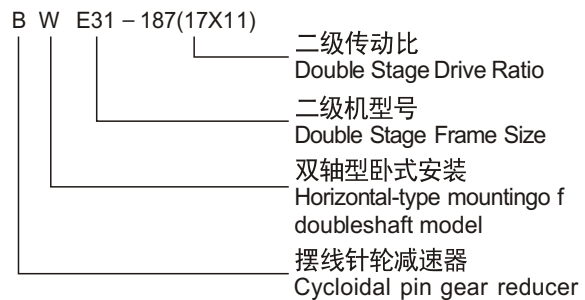 B W E31 – 187(17X11)
二级传动比
Double Stage Drive Ratio
二级机型号
Double Stage Frame Size
双轴型卧式安装
Horizontal-type mountingo f
doubleshaft model
摆线针轮减速器
Cycloidal pin gear reducer